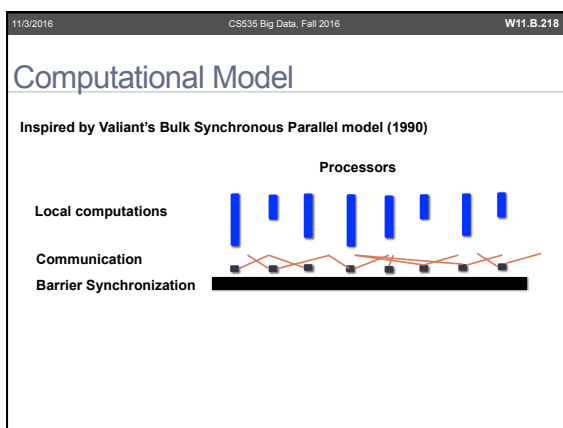 11/3/2016 CS535 Big Data, Fall 2016 W11.B.218
Computational Model
Inspired by Valiant's Bulk Synchronous Parallel model (1990)
Processors
Local computations
Communication
Barrier Synchronization